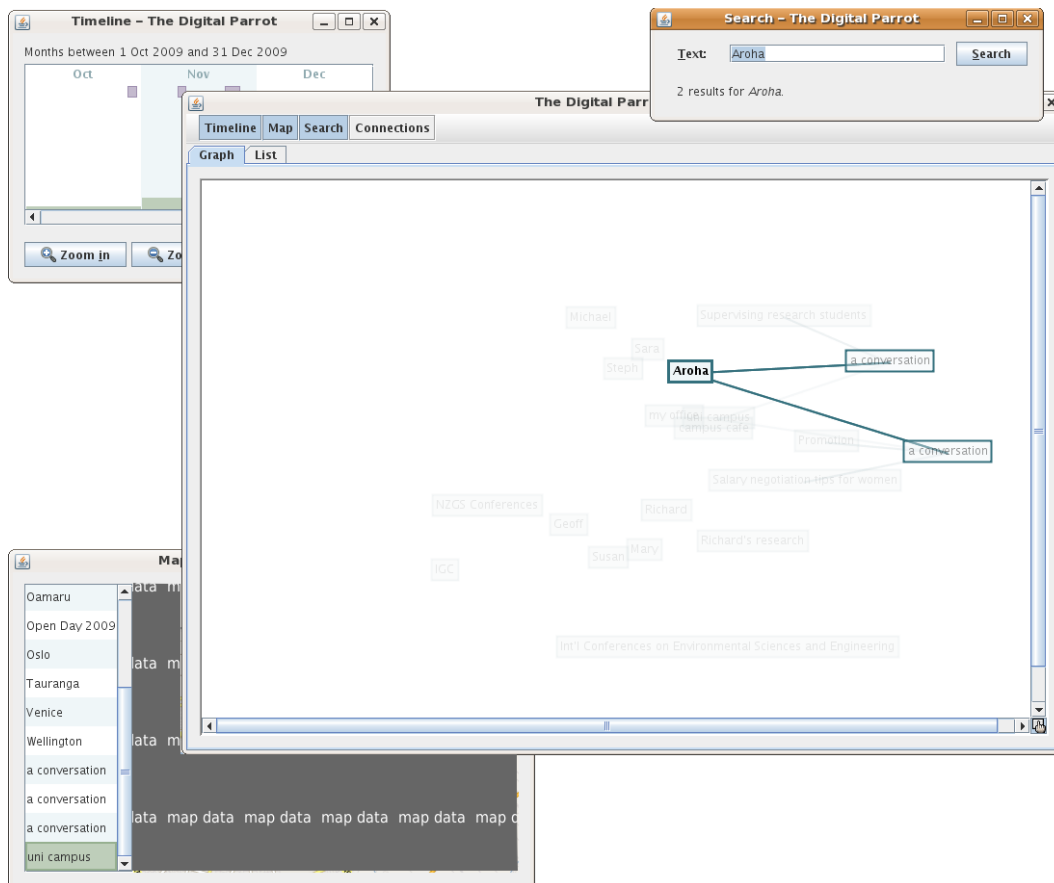 Timeline – The Digital Parrot
Months between 1 Oct 2009 and 31 Dec 2009
Oct Nov Dec
Zoom in
Search – The Digital Parrot
Text: Aroha Search
2 results for Aroha.
The Digital Parr
Timeline Map Search Connections
Graph List
Michael
Supervising research students
Sara
a conversation
Steph
Aroha
my office
uni campus
campus cafe?
Promotion
a conversation
Salary negotiation tips for women
NZGS Conferences
Richard
Geoff
Richard's research
Mary
Susan
IGC
Int'l Conferences on Environmental Sciences and Engineering
Oamaru
Open Day 2009
Oslo
Tauranga
Venice
Wellington
a conversation
a conversation
a conversation
uni campus
data
data
data
data map data map data map data map data